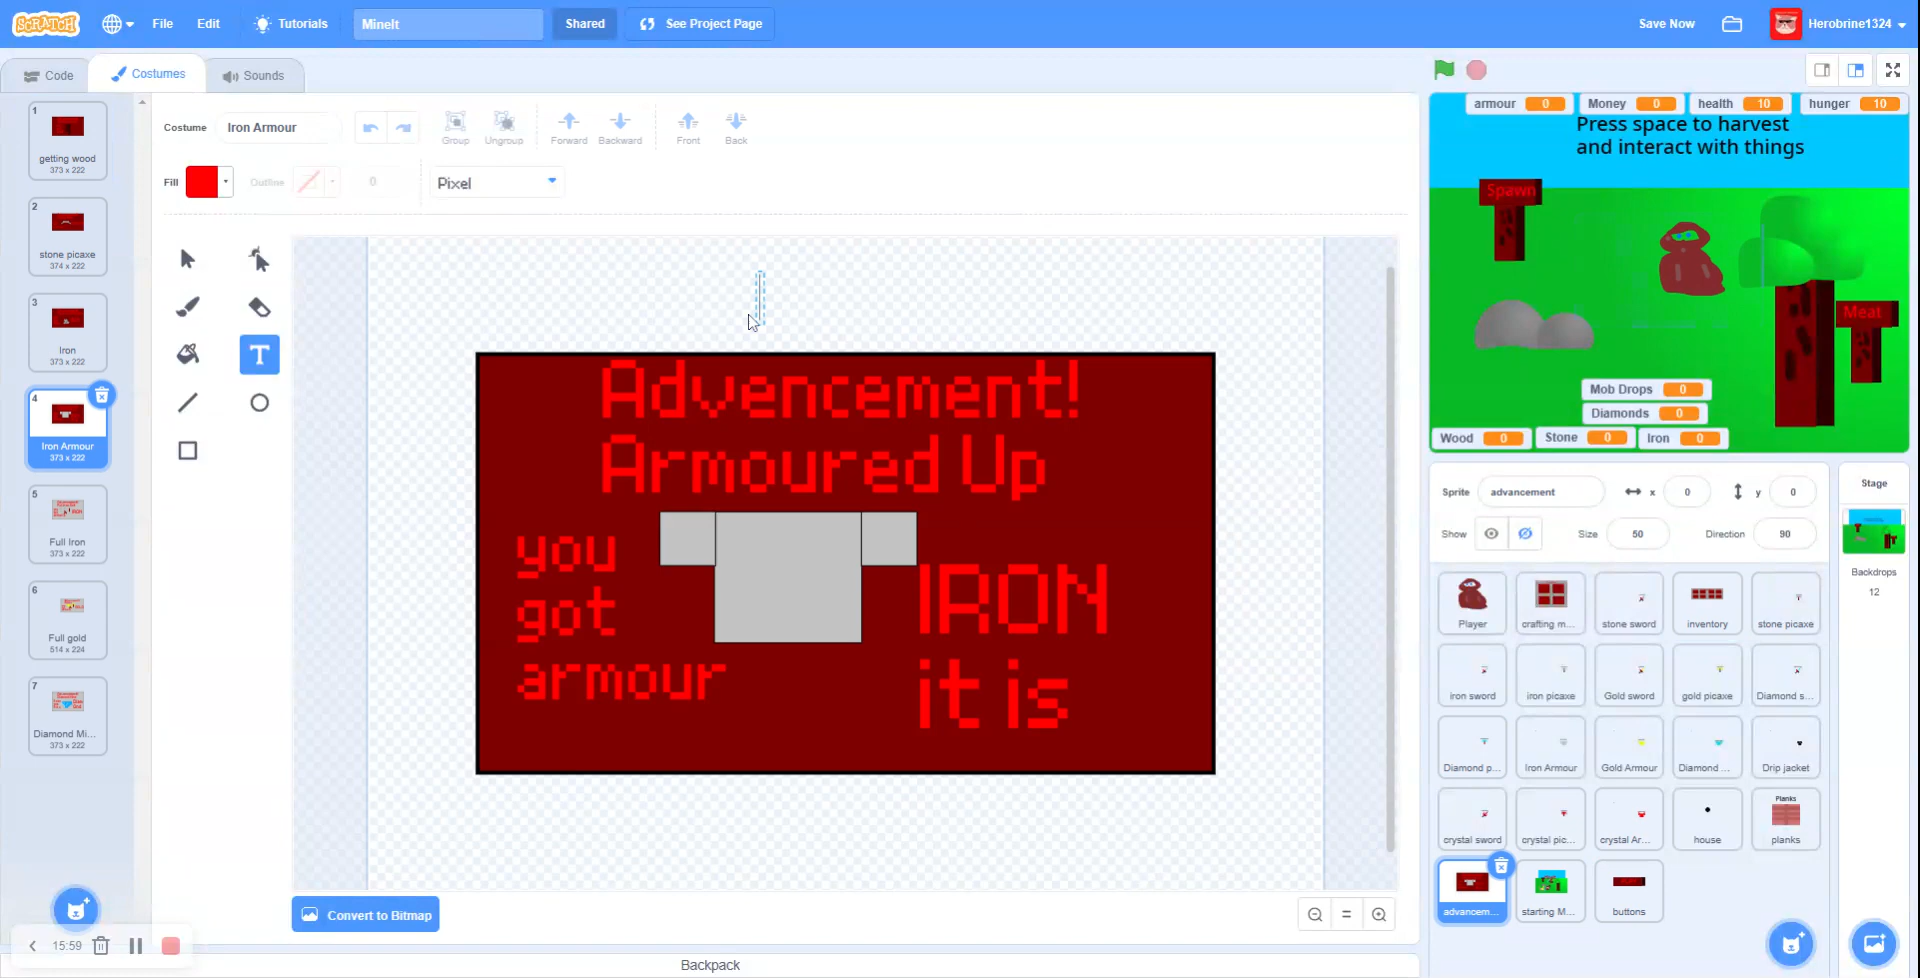 SCRATCH File Edit Tutorials MineIt Shared See Project Page Save Now Herobrine1324
Code Costumes Sounds
1
getting wood
373 x 222
2
stone picaxe
374 x 222
3
Iron
373 x 222
4
Iron Armour
373 x 222
5
Full Iron
373 x 222
6
Full gold
514 x 224
7
Diamond Mi...
373 x 222
15:59
Costume Iron Armour Group Ungroup Forward Backward Front Back
Fill Outline 0 Pixel
T
Advencement!
Armoured Up
you
got
armour
IRON
it is
Convert to Bitmap
Backpack
armour 0 Money 0 health 10 hunger 10
Press space to harvest
and interact with things
Spawn
Meat
Mob Drops 0
Diamonds 0
Wood 0 Stone 0 Iron 0
Sprite advancement x 0 y 0
Show Size 50 Direction 90
Player crafting m... stone sword inventory stone picaxe
iron sword iron picaxe Gold sword gold picaxe Diamond s...
Diamond p... Iron Armour Gold Armour Diamond ... Drip jacket
Planks
crystal sword crystal pic... crystal Ar... house planks
advancem... starting M... buttons
Stage
Backdrops
12